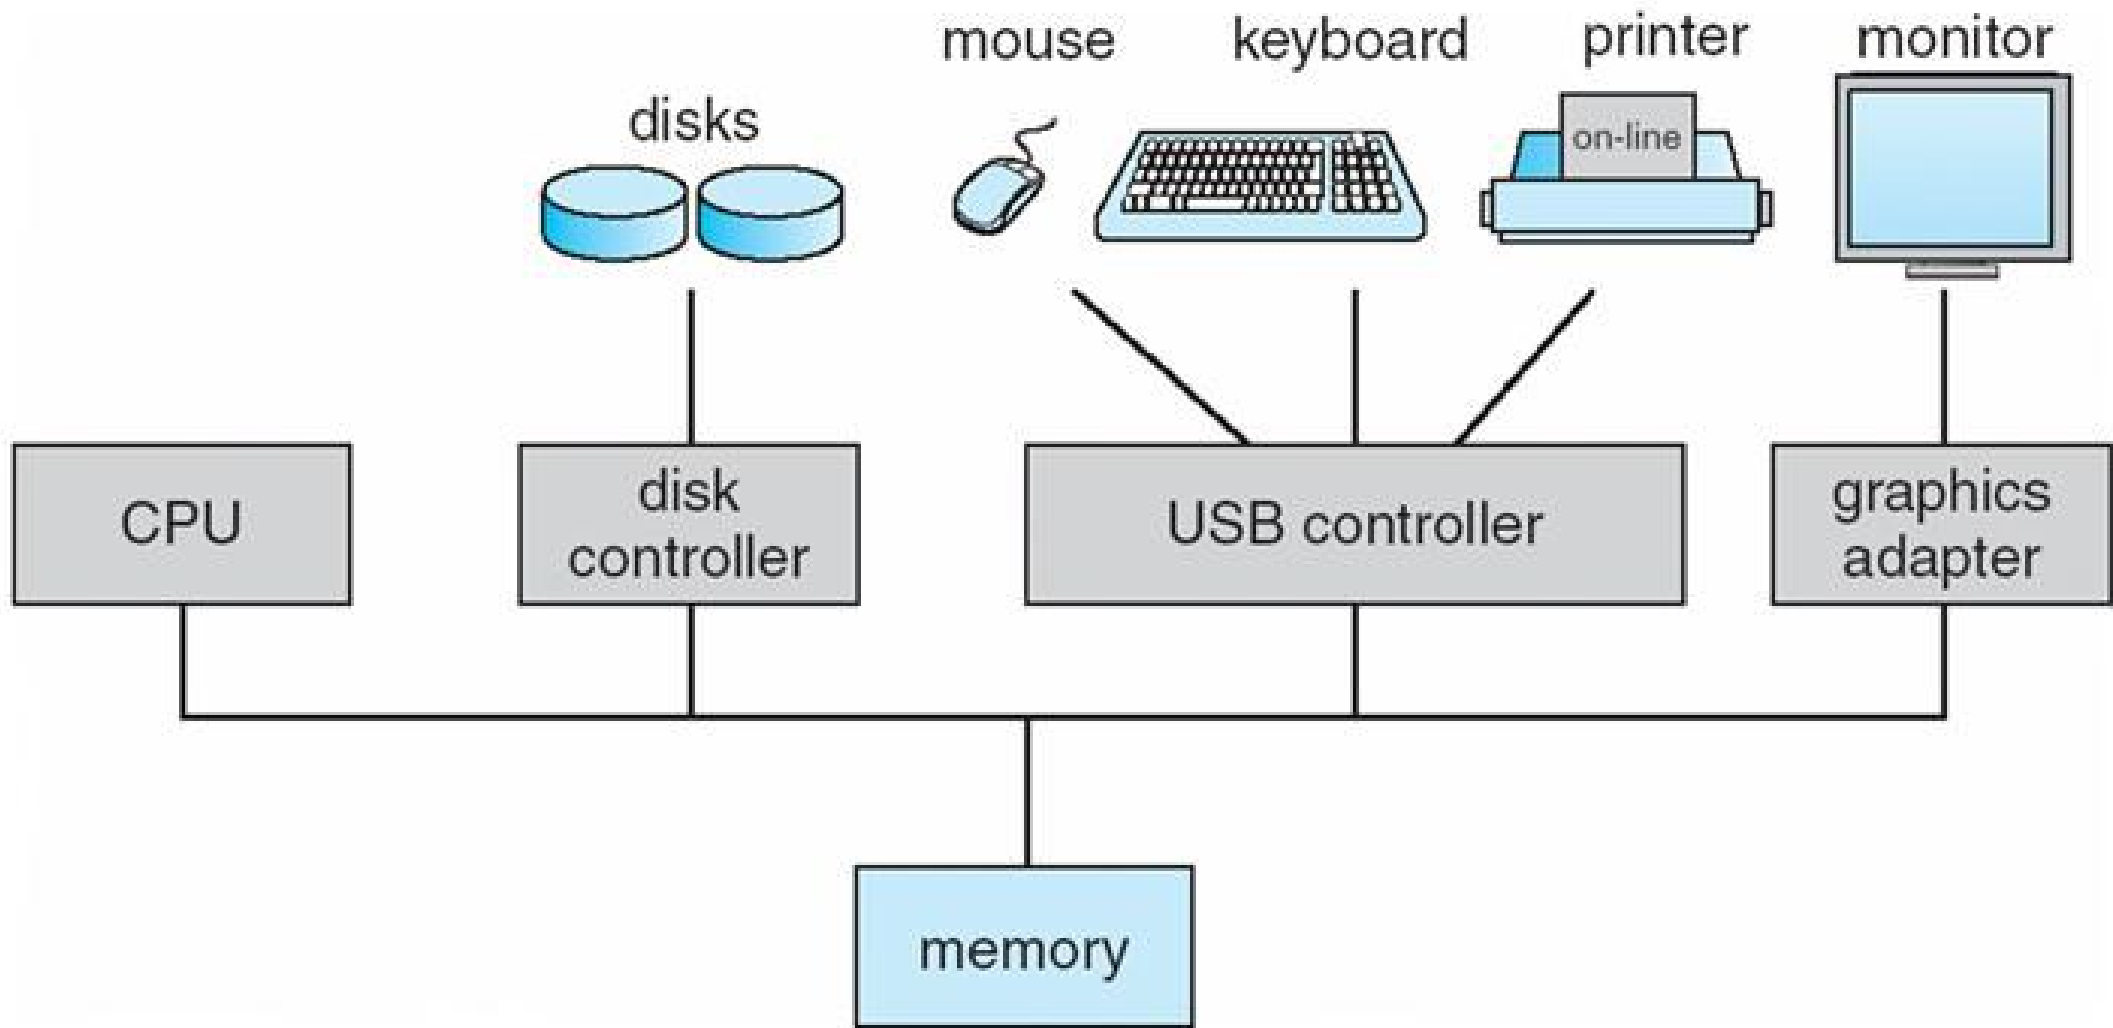 mouse
keyboard
printer
monitor
disks
on-line
CPU
disk
controller
USB controller
graphics
adapter
memory